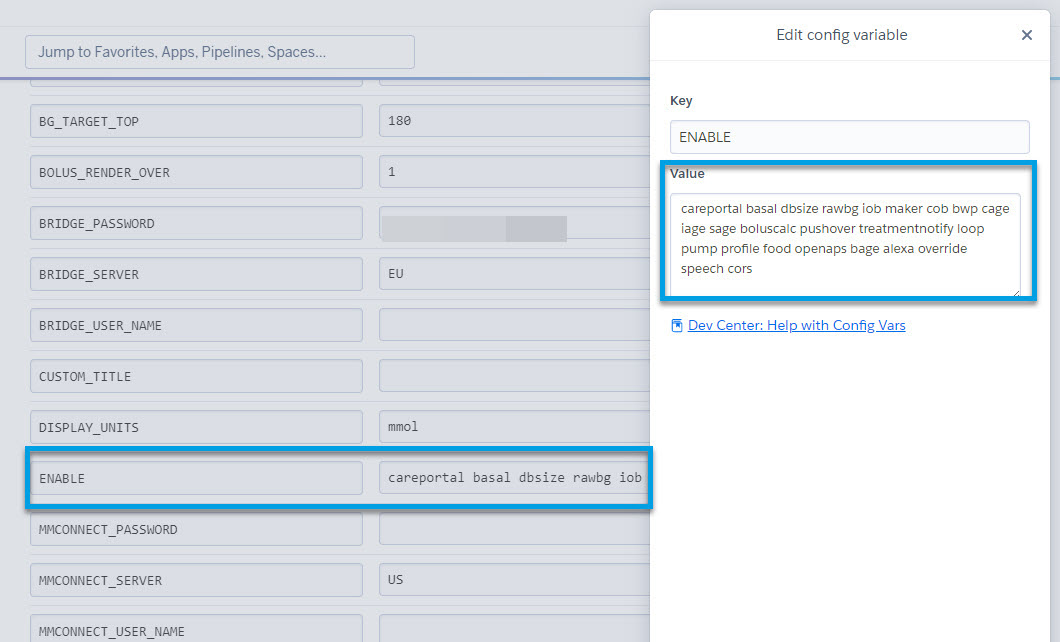 Jump to Favorites, Apps, Pipelines, Spaces...
BG_TARGET_TOP 180
BOLUS_RENDER_OVER 1
BRIDGE_PASSWORD
BRIDGE_SERVER EU
BRIDGE_USER_NAME
CUSTOM_TITLE
DISPLAY_UNITS mmol
ENABLE careportal basal dbsize rawbg iob
MMCONNECT_PASSWORD
MMCONNECT_SERVER US
MMCONNECT_USER_NAME
Edit config variable
Key
ENABLE
Value
careportal basal dbsize rawbg iob maker cob bwp cage
iage sage boluscalc pushover treatmentnotify loop
pump profile food openaps bage alexa override
speech cors
Dev Center: Help with Config Vars